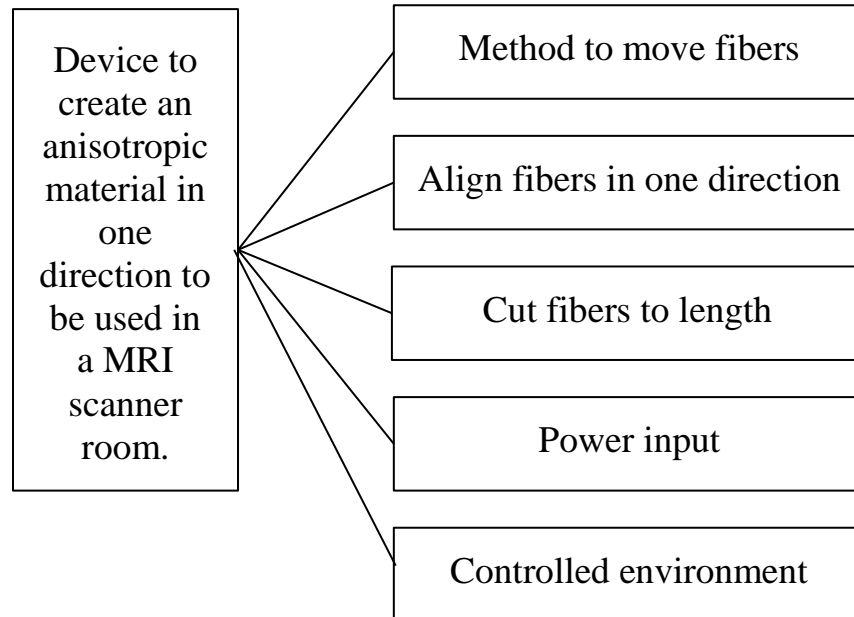 Device to
create an
anisotropic
material in
one
direction to
be used in
a MRI
scanner
room.
Method to move fibers
Align fibers in one direction
Cut fibers to length
Power input
Controlled environment